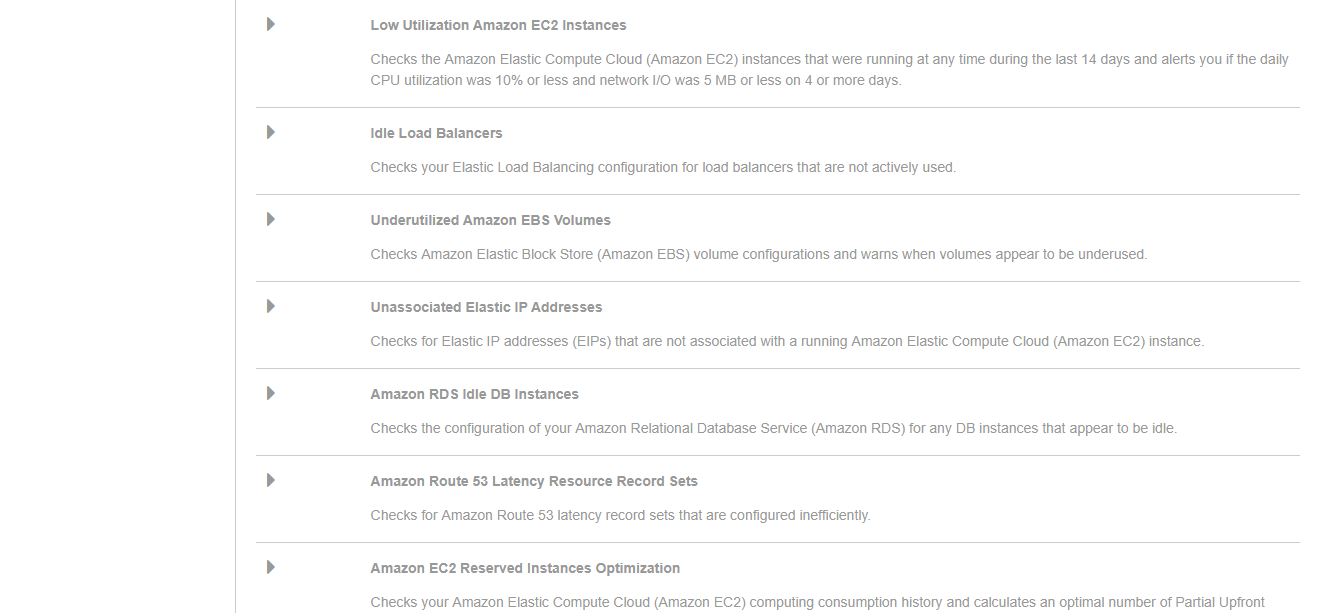 Low Utilization Amazon EC2 Instances
Checks the Amazon Elastic Compute Cloud (Amazon EC2) instances that were running at any time during the last 14 days and alerts you if the daily
CPU utilization was 10% or less and network I/O was 5 MB or less on 4 or more days.
Idle Load Balancers
Checks your Elastic Load Balancing configuration for load balancers that are not actively used.
Underutilized Amazon EBS Volumes
Checks Amazon Elastic Block Store (Amazon EBS) volume configurations and warns when volumes appear to be underused.
Unassociated Elastic IP Addresses
Checks for Elastic IP addresses (EIPs) that are not associated with a running Amazon Elastic Compute Cloud (Amazon EC2) instance.
Amazon RDS Idle DB Instances
Checks the configuration of your Amazon Relational Database Service (Amazon RDS) for any DB instances that appear to be idle.
Amazon Route 53 Latency Resource Record Sets
Checks for Amazon Route 53 latency record sets that are configured inefficiently.
Amazon EC2 Reserved Instances Optimization
Checks your Amazon Elastic Compute Cloud (Amazon EC2) computing consumption history and calculates an optimal number of Partial Upfront